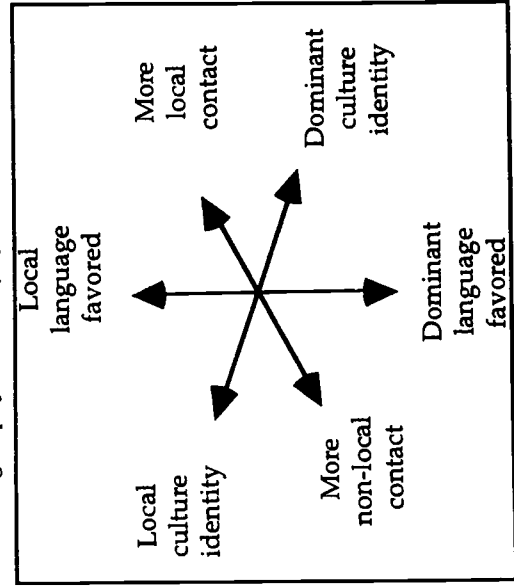 Local
language
favored
More
local
contact
Dominant
culture
identity
Dominant
language
favored
More
non-local
contact
Local
culture
identity